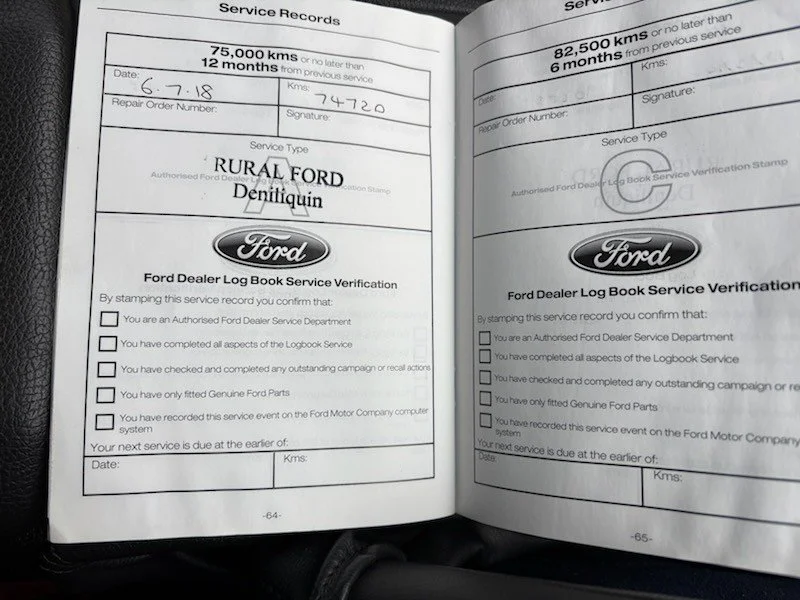 Service Records
75,000 kms or no later than
12 months from previous service
Date: 6.7.18
Kms: 74720
Repair Order Number:
Signature:
Service Type
A
RURAL FORD
Authorised Ford Dealer Log Book Service Verification Stamp
Deniliquin
Ford
Ford Dealer Log Book Service Verification
By stamping this service record you confirm that:
You are an Authorised Ford Dealer Service Department
You have completed all aspects of the Logbook Service
You have checked and completed any outstanding campaign or recall actions
You have only fitted Genuine Ford Parts
You have recorded this service event on the Ford Motor Company computer
system
Your next service is due at the earlier of:
Date:
Kms:
-64-
Servi
82,500 kms or no later than
6 months from previous service
Date:
Kms:
Repair Order Number:
Signature:
Service Type
C
Authorised Ford Dealer Log Book Service Verification Stamp
Ford
Ford Dealer Log Book Service Verification
By stamping this service record you confirm that:
You are an Authorised Ford Dealer Service Department
You have completed all aspects of the Logbook Service
You have checked and completed any outstanding campaign or re
You have only fitted Genuine Ford Parts
You have recorded this service event on the Ford Motor Company
system
Your next service is due at the earlier of:
Date:
Kms:
-65-